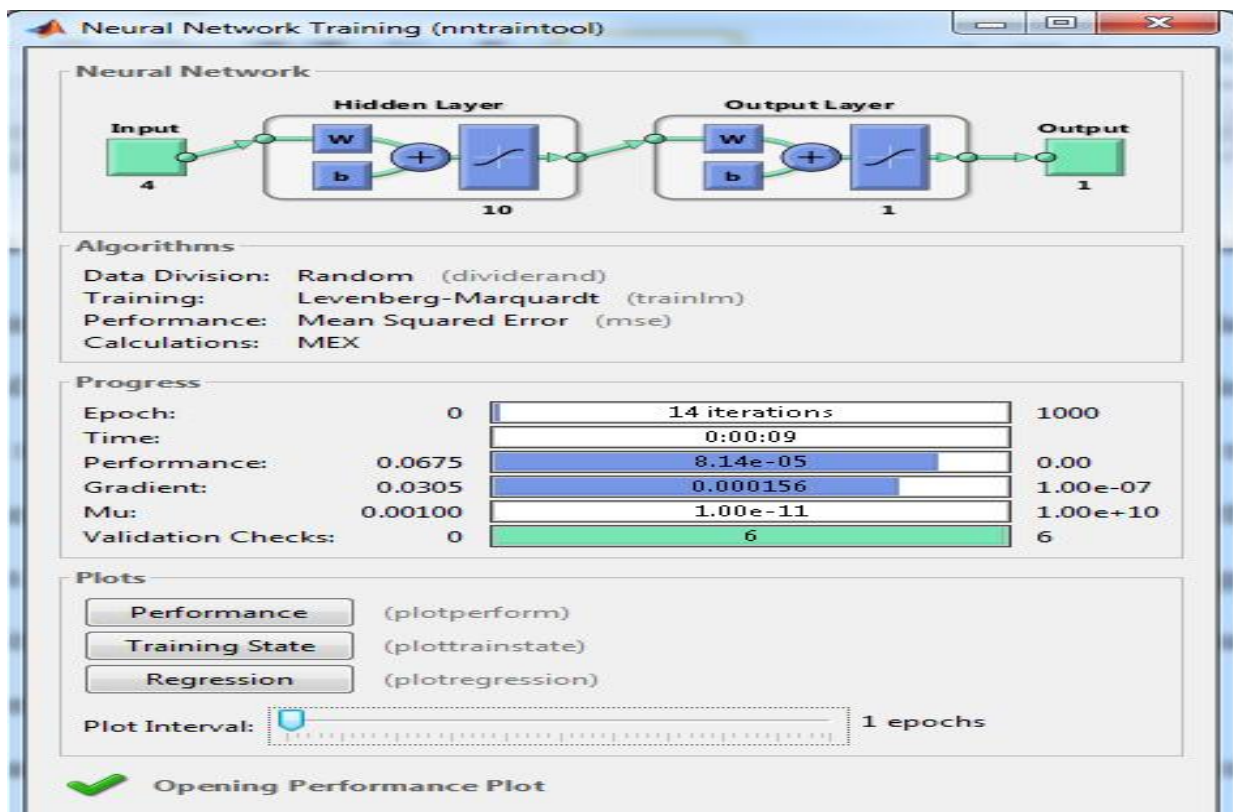 Neural Network Training (nntraintool)
Neural Network
Hidden Layer Output Layer
Input Output
W W
b b
4 1
10 1
Algorithms
Data Division: Random (dividerand)
Training: Levenberg-Marquardt (trainlm)
Performance: Mean Squared Error (mse)
Calculations: MEX
Progress
Epoch: 0 14 iterations 1000
Time: 0:00:09
Performance: 0.0675 8.14e-05 0.00
Gradient: 0.0305 0.000156 1.00e-07
Mu: 0.00100 1.00e-11 1.00e+10
Validation Checks: 0 6 6
Plots
Performance (plotperform)
Training State (plottrainstate)
Regression (plotregression)
Plot Interval: 1 epochs
Opening Performance Plot